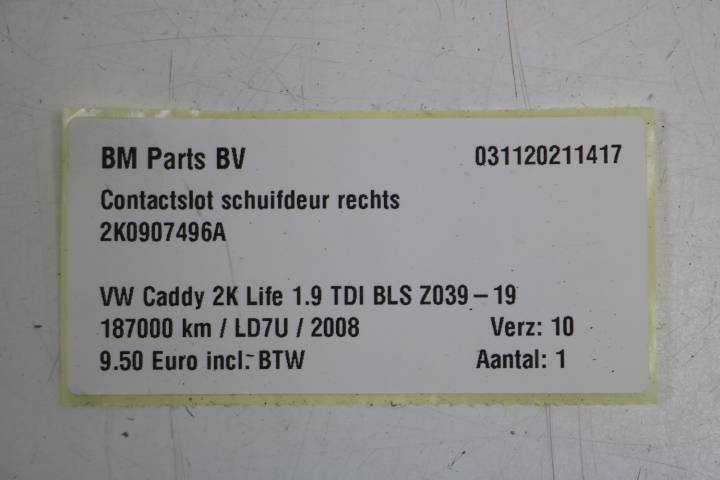 BM Parts BV 031120211417
Contactslot schuifdeur rechts
2K0907496A
VW Caddy 2K Life 1.9 TDI BLS Z039 – 19
187000 km / LD7U / 2008 Verz: 10
9.50 Euro incl. BTW Aantal: 1